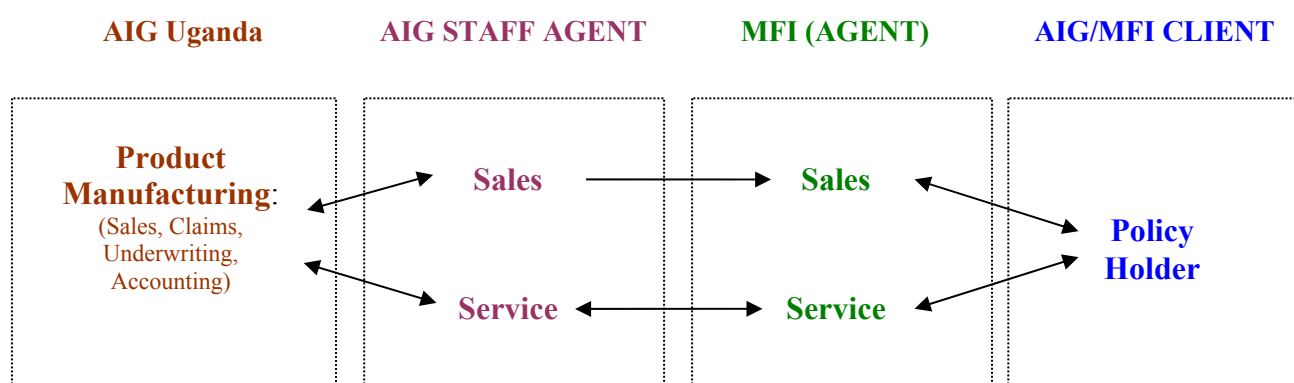 AIG Uganda
AIG STAFF AGENT
MFI (AGENT)
AIG/MFI CLIENT
Product
Manufacturing:
(Sales, Claims,
Underwriting,
Accounting)
Sales
Service
Sales
Service
Policy
Holder